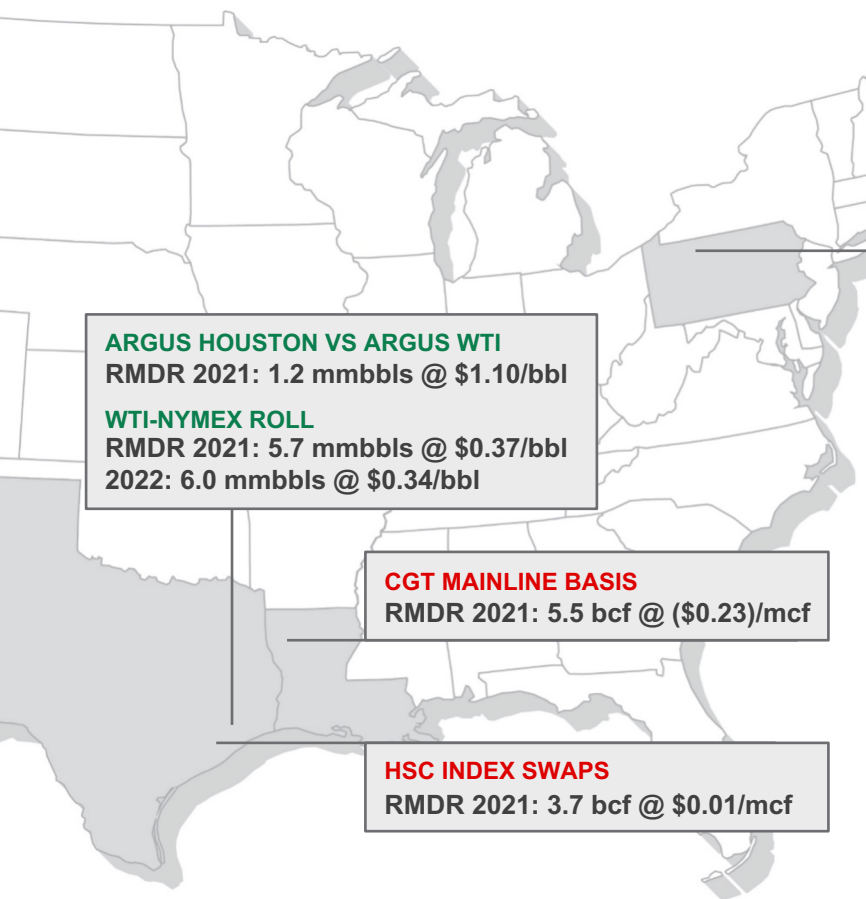 ARGUS HOUSTON VS ARGUS WTI
RMDR 2021: 1.2 mmbbls @ $1.10/bbl
WTI-NYMEX ROLL
RMDR 2021: 5.7 mmbbls @ $0.37/bbl
2022: 6.0 mmbbls @ $0.34/bbl
CGT MAINLINE BASIS
RMDR 2021: 5.5 bcf @ ($0.23)/mcf
HSC INDEX SWAPS
RMDR 2021: 3.7 bcf @ $0.01/mcf